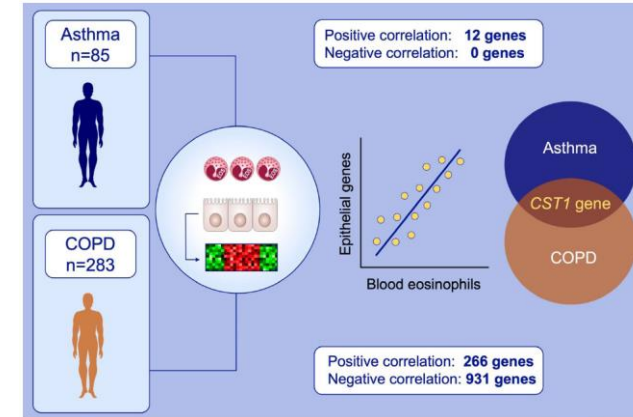 Asthma
n=85
Positive correlation: 12 genes
Negative correlation: 0 genes
Epithelial genes
Blood eosinophils
Asthma
CST1 gene
COPD
COPD
n=283
Positive correlation: 266 genes
Negative correlation: 931 genes